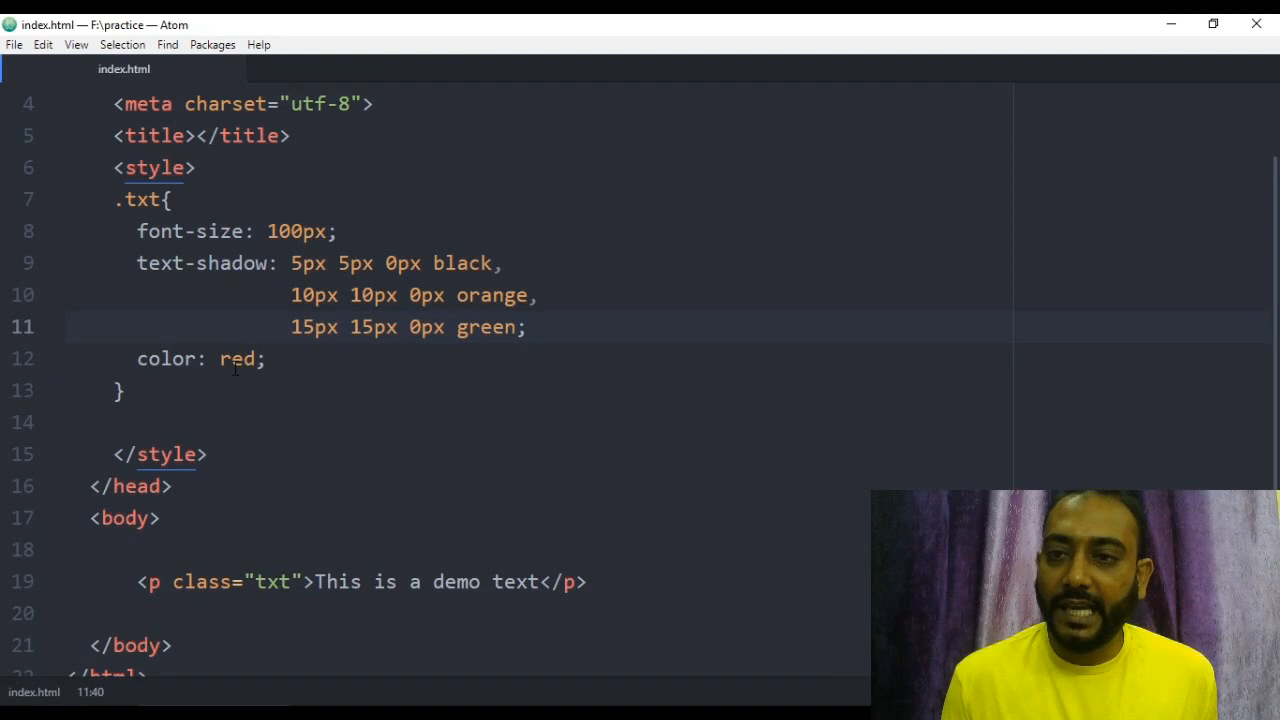 index.html — F:\practice — Atom
File Edit View Selection Find Packages Help
index.html
4 <meta charset="utf-8">
5 <title></title>
6 <style>
7 .txt{
8 font-size: 100px;
9 text-shadow: 5px 5px 0px black,
10 10px 10px 0px orange,
11 15px 15px 0px green;
12 color: red;
13 }
14
15 </style>
16 </head>
17 <body>
18
19 <p class="txt">This is a demo text</p>
20
21 </body>
22 </html>
index.html 11:40